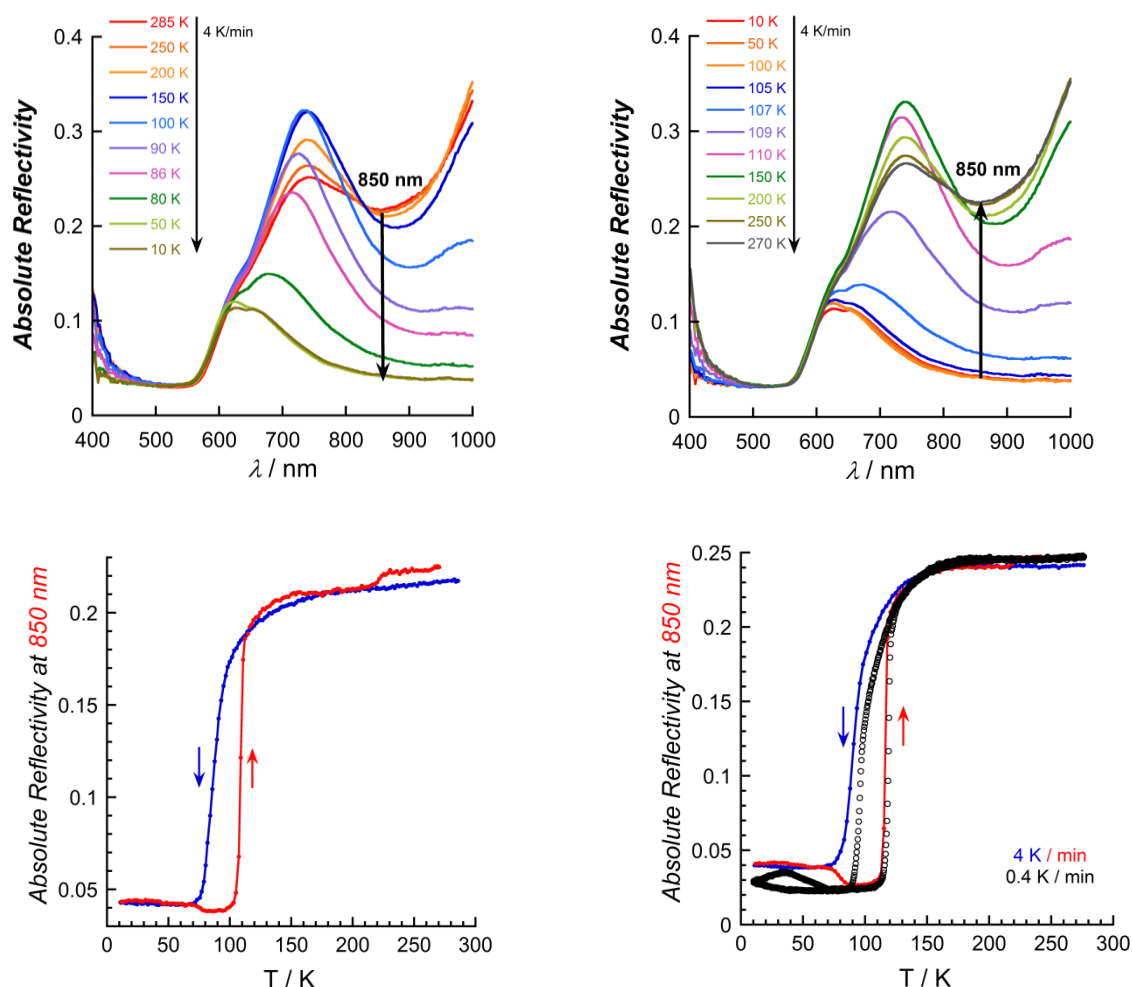 0.4
0.3
0.2
0.1
0
Absolute Reflectivity
285 K
250 K
200 K
150 K
100 K
90 K
86 K
80 K
50 K
10 K
4 K/min
850 nm
400 500 600 700 800 900 1000
λ / nm
0.4
0.3
0.2
0.1
0
Absolute Reflectivity
10 K
50 K
100 K
105 K
107 K
109 K
110 K
150 K
200 K
250 K
270 K
4 K/min
850 nm
400 500 600 700 800 900 1000
λ / nm
0.2
0.15
0.1
0.05
Absolute Reflectivity at 850 nm
0 50 100 150 200 250 300
T / K
0.25
0.2
0.15
0.1
0.05
0
Absolute Reflectivity at 850 nm
4 K / min
0.4 K / min
0 50 100 150 200 250 300
T / K